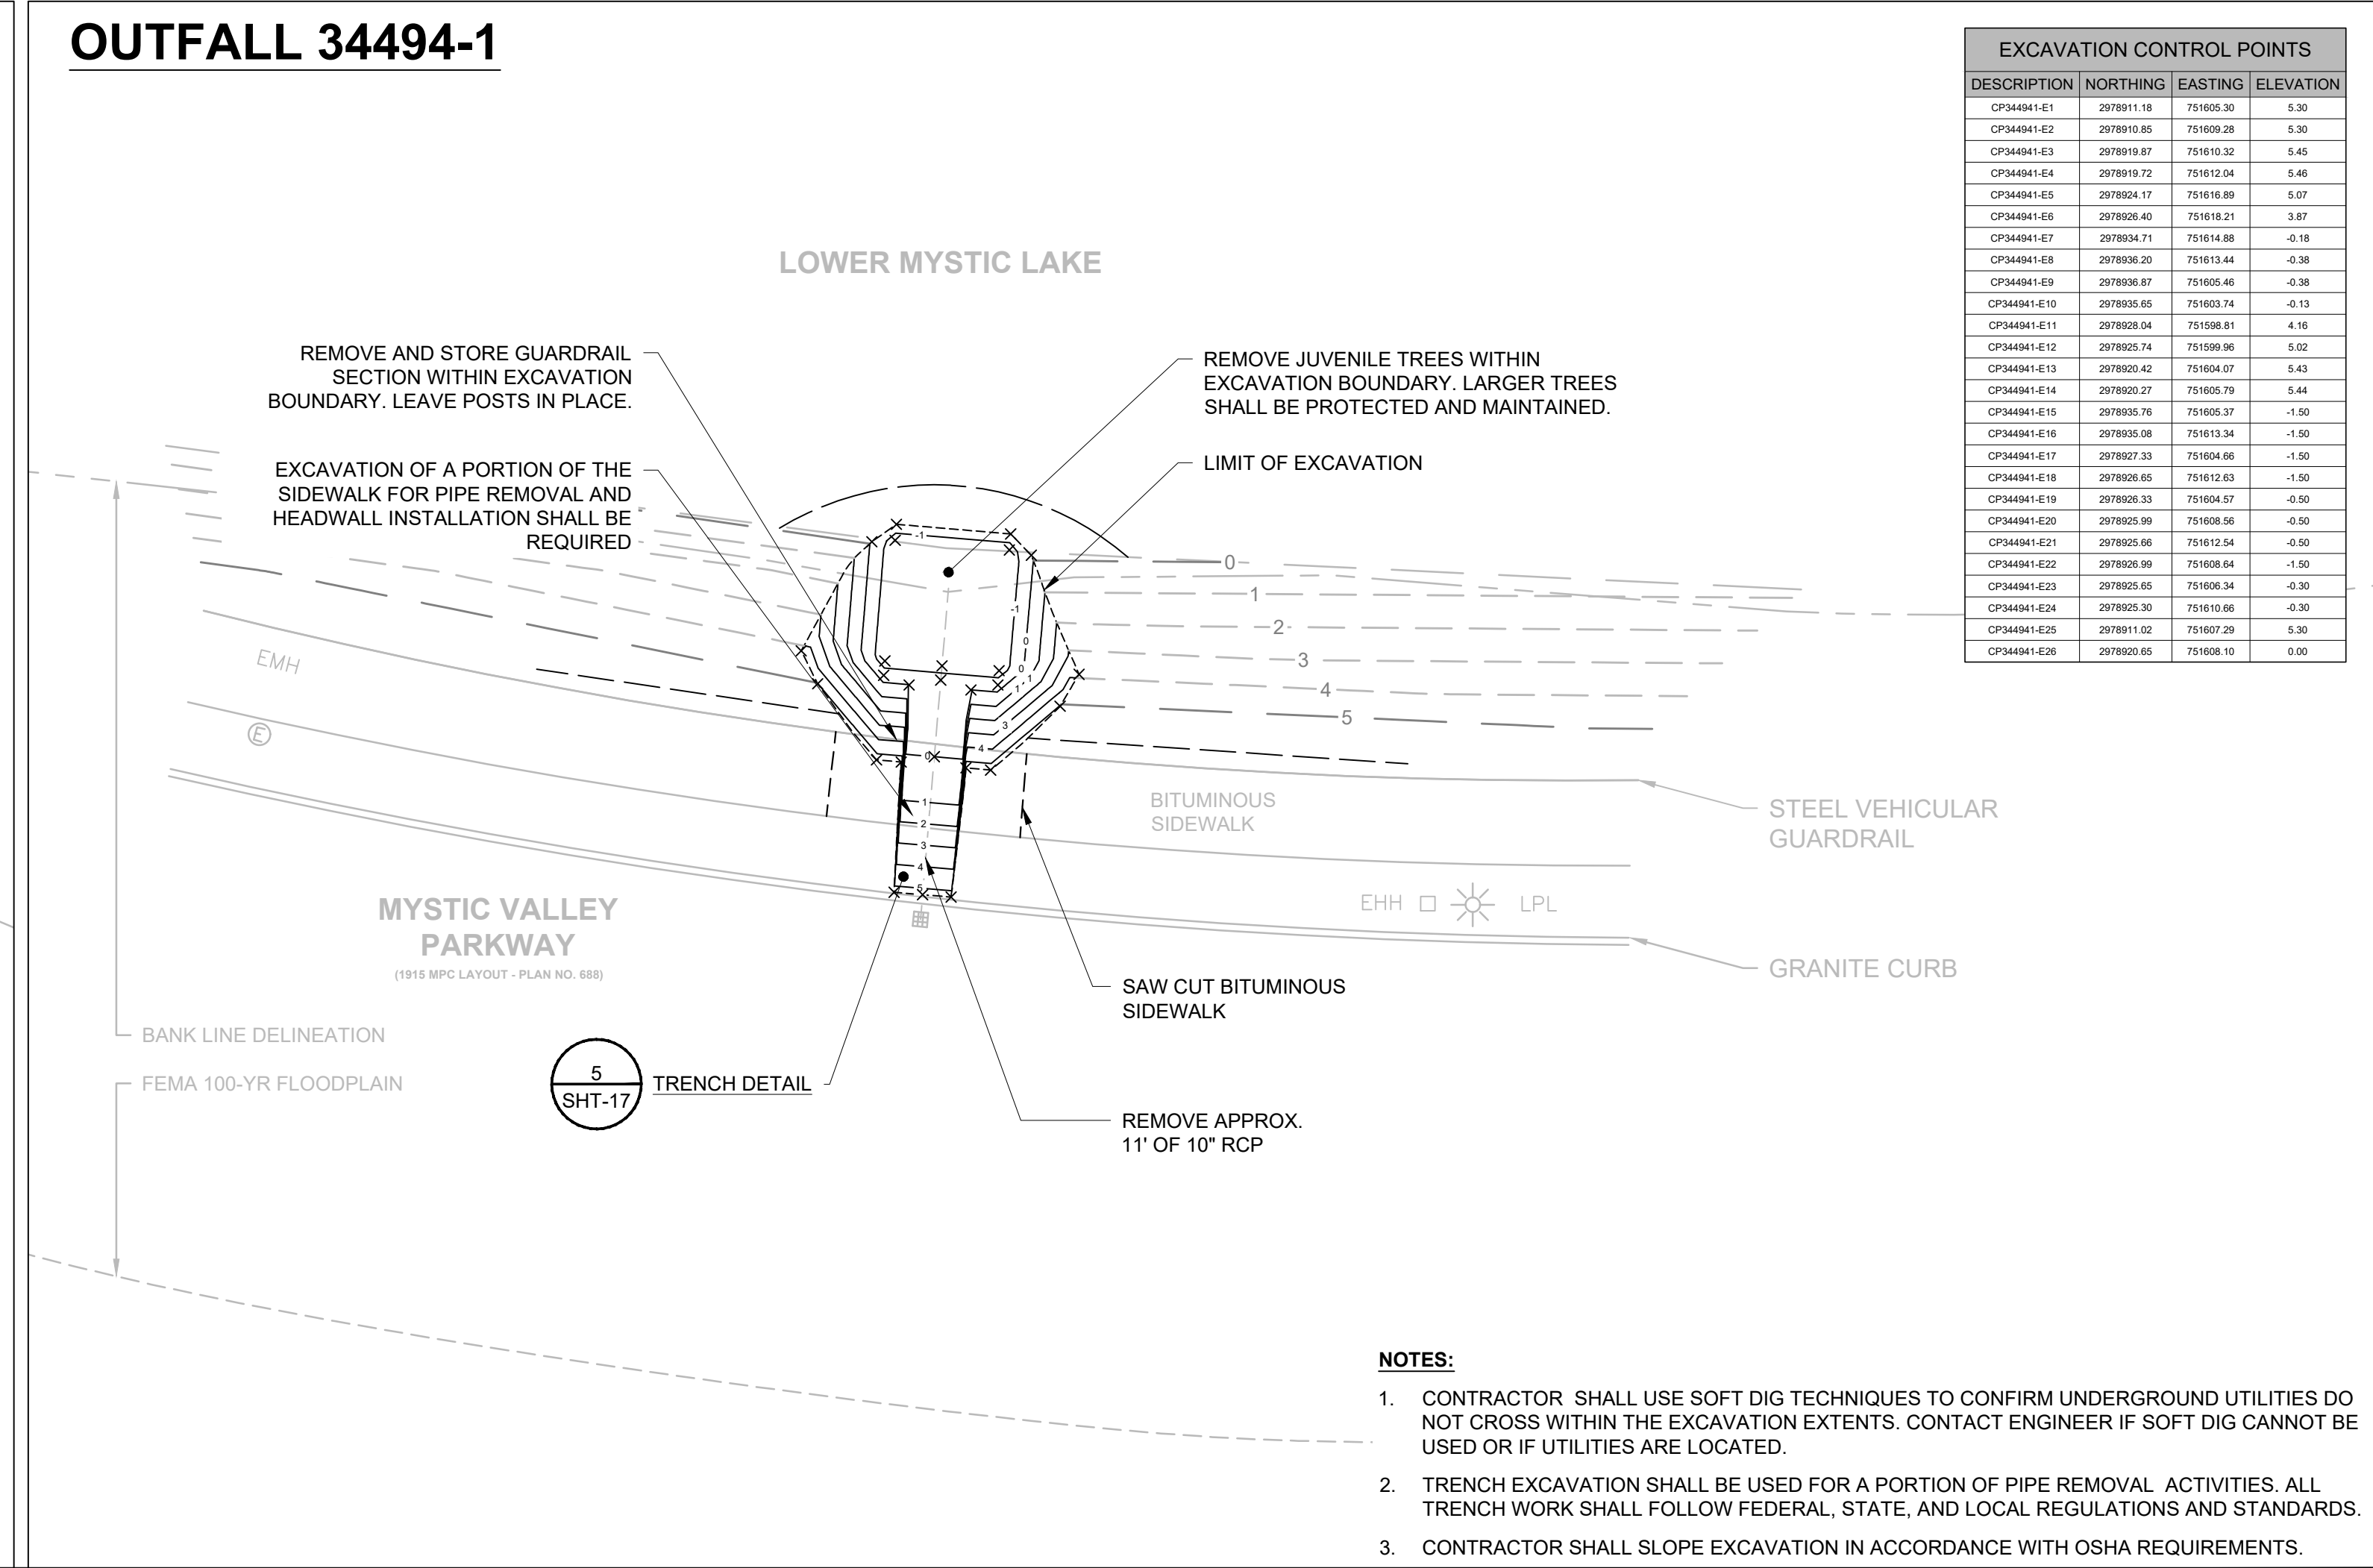 OUTFALL 34494-1
EXCAVATION CONTROL POINTS
DESCRIPTION NORTHING EASTING ELEVATION
CP344941-E1 2978911.18 751605.30 5.30
CP344941-E2 2978910.85 751609.28 5.30
CP344941-E3 2978919.87 751610.32 5.45
CP344941-E4 2978919.72 751612.04 5.46
CP344941-E5 2978924.17 751616.89 5.07
CP344941-E6 2978926.40 751618.21 3.87
CP344941-E7 2978934.71 751614.88 -0.18
CP344941-E8 2978936.20 751613.44 -0.38
CP344941-E9 2978936.87 751605.46 -0.38
CP344941-E10 2978935.65 751603.74 -0.13
CP344941-E11 2978928.04 751598.81 4.16
CP344941-E12 2978925.74 751599.96 5.02
CP344941-E13 2978920.42 751604.07 5.43
CP344941-E14 2978920.27 751605.79 5.44
CP344941-E15 2978935.76 751605.37 -1.50
CP344941-E16 2978935.08 751613.34 -1.50
CP344941-E17 2978927.33 751604.66 -1.50
CP344941-E18 2978926.65 751612.63 -1.50
CP344941-E19 2978926.33 751604.57 -0.50
CP344941-E20 2978925.99 751608.56 -0.50
CP344941-E21 2978925.66 751612.54 -0.50
CP344941-E22 2978926.99 751608.64 -1.50
CP344941-E23 2978925.65 751606.34 -0.30
CP344941-E24 2978925.30 751610.66 -0.30
CP344941-E25 2978911.02 751607.29 5.30
CP344941-E26 2978920.65 751608.10 0.00
LOWER MYSTIC LAKE
REMOVE AND STORE GUARDRAIL
SECTION WITHIN EXCAVATION
BOUNDARY. LEAVE POSTS IN PLACE.
REMOVE JUVENILE TREES WITHIN
EXCAVATION BOUNDARY. LARGER TREES
SHALL BE PROTECTED AND MAINTAINED.
EXCAVATION OF A PORTION OF THE
SIDEWALK FOR PIPE REMOVAL AND
HEADWALL INSTALLATION SHALL BE
REQUIRED
LIMIT OF EXCAVATION
-1
0
1
-1
2
0
3
0
1
1
4
5
3
4
0
1
2
3
4
5
EMH
E
BITUMINOUS
SIDEWALK
STEEL VEHICULAR
GUARDRAIL
EHH
LPL
MYSTIC VALLEY
PARKWAY
(1915 MPC LAYOUT - PLAN NO. 688)
GRANITE CURB
SAW CUT BITUMINOUS
SIDEWALK
BANK LINE DELINEATION
FEMA 100-YR FLOODPLAIN
5
SHT-17
TRENCH DETAIL
REMOVE APPROX.
11' OF 10" RCP
NOTES:
1. CONTRACTOR SHALL USE SOFT DIG TECHNIQUES TO CONFIRM UNDERGROUND UTILITIES DO
NOT CROSS WITHIN THE EXCAVATION EXTENTS. CONTACT ENGINEER IF SOFT DIG CANNOT BE
USED OR IF UTILITIES ARE LOCATED.
2. TRENCH EXCAVATION SHALL BE USED FOR A PORTION OF PIPE REMOVAL ACTIVITIES. ALL
TRENCH WORK SHALL FOLLOW FEDERAL, STATE, AND LOCAL REGULATIONS AND STANDARDS.
3. CONTRACTOR SHALL SLOPE EXCAVATION IN ACCORDANCE WITH OSHA REQUIREMENTS.